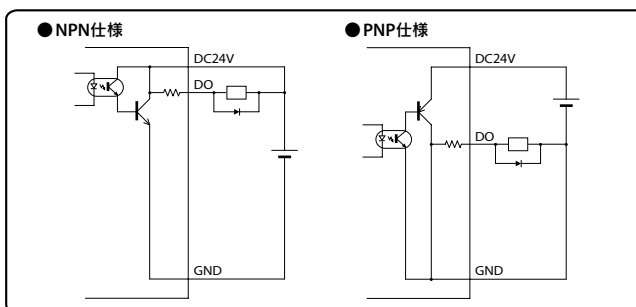 ●NPN仕様
DC24V
DO
GND
●PNP仕様
DC24V
DO
GND